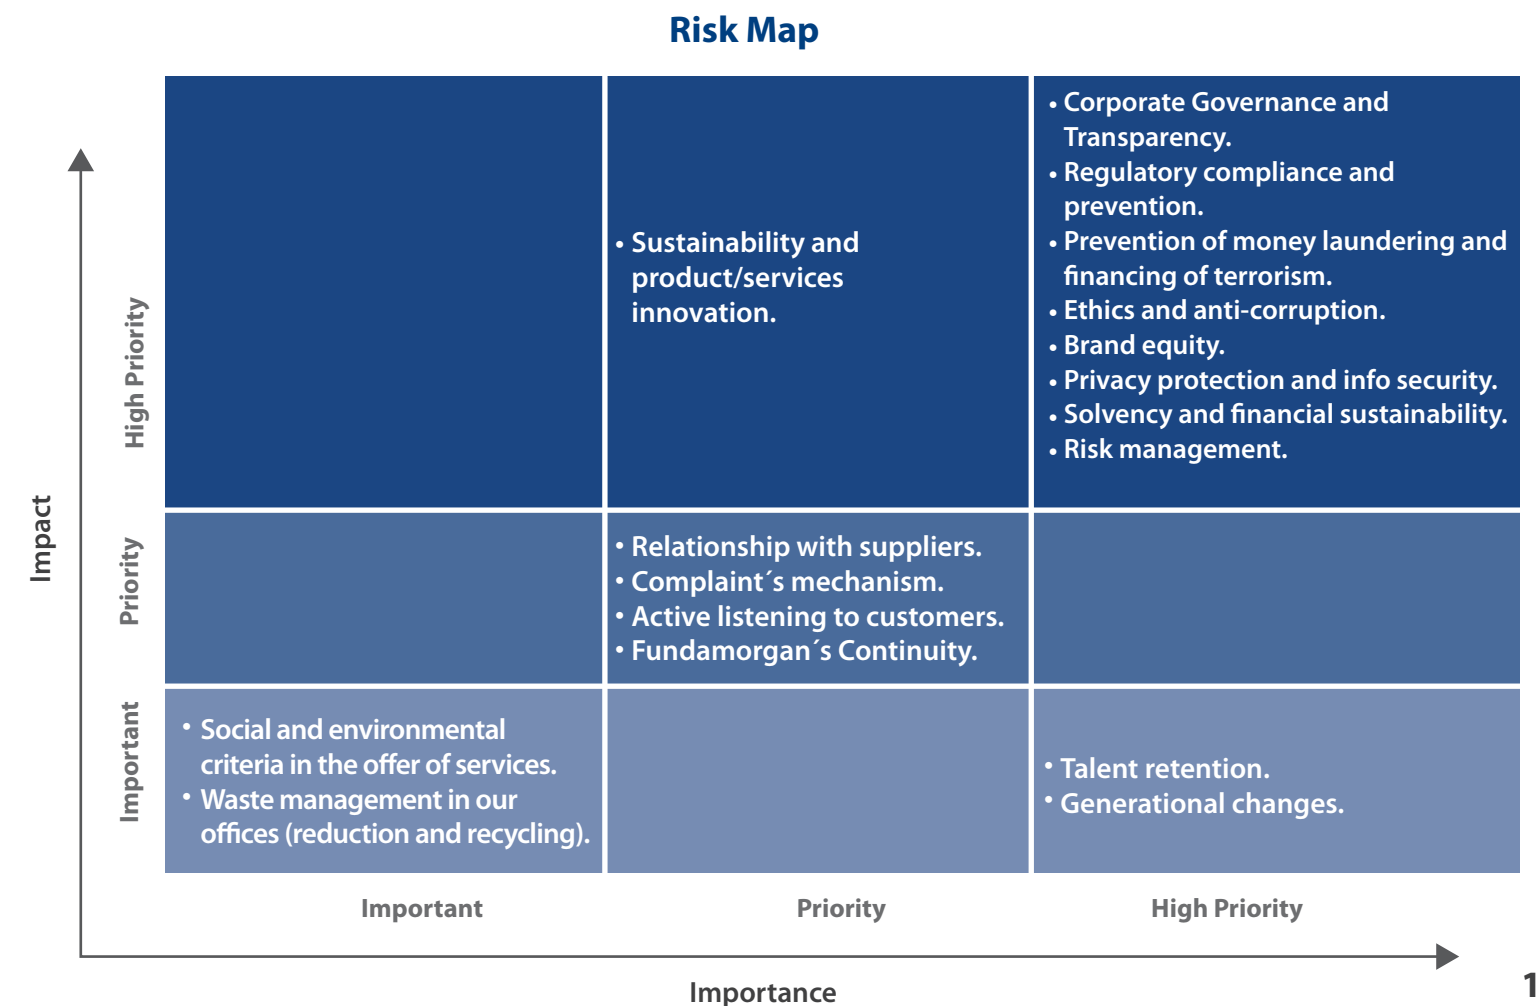 Risk Map
• Corporate Governance and
Transparency.
• Regulatory compliance and
prevention.
• Prevention of money laundering and
financing of terrorism.
• Ethics and anti-corruption.
• Brand equity.
• Privacy protection and info security.
• Solvency and financial sustainability.
• Risk management.
• Sustainability and
product/services
innovation.
High Priority
• Relationship with suppliers.
• Complaint´s mechanism.
• Active listening to customers.
• Fundamorgan´s Continuity.
Priority
Impact
• Social and environmental
criteria in the offer of services.
• Waste management in our
offices (reduction and recycling).
• Talent retention.
• Generational changes.
Important
Important
Priority
High Priority
Importance
1